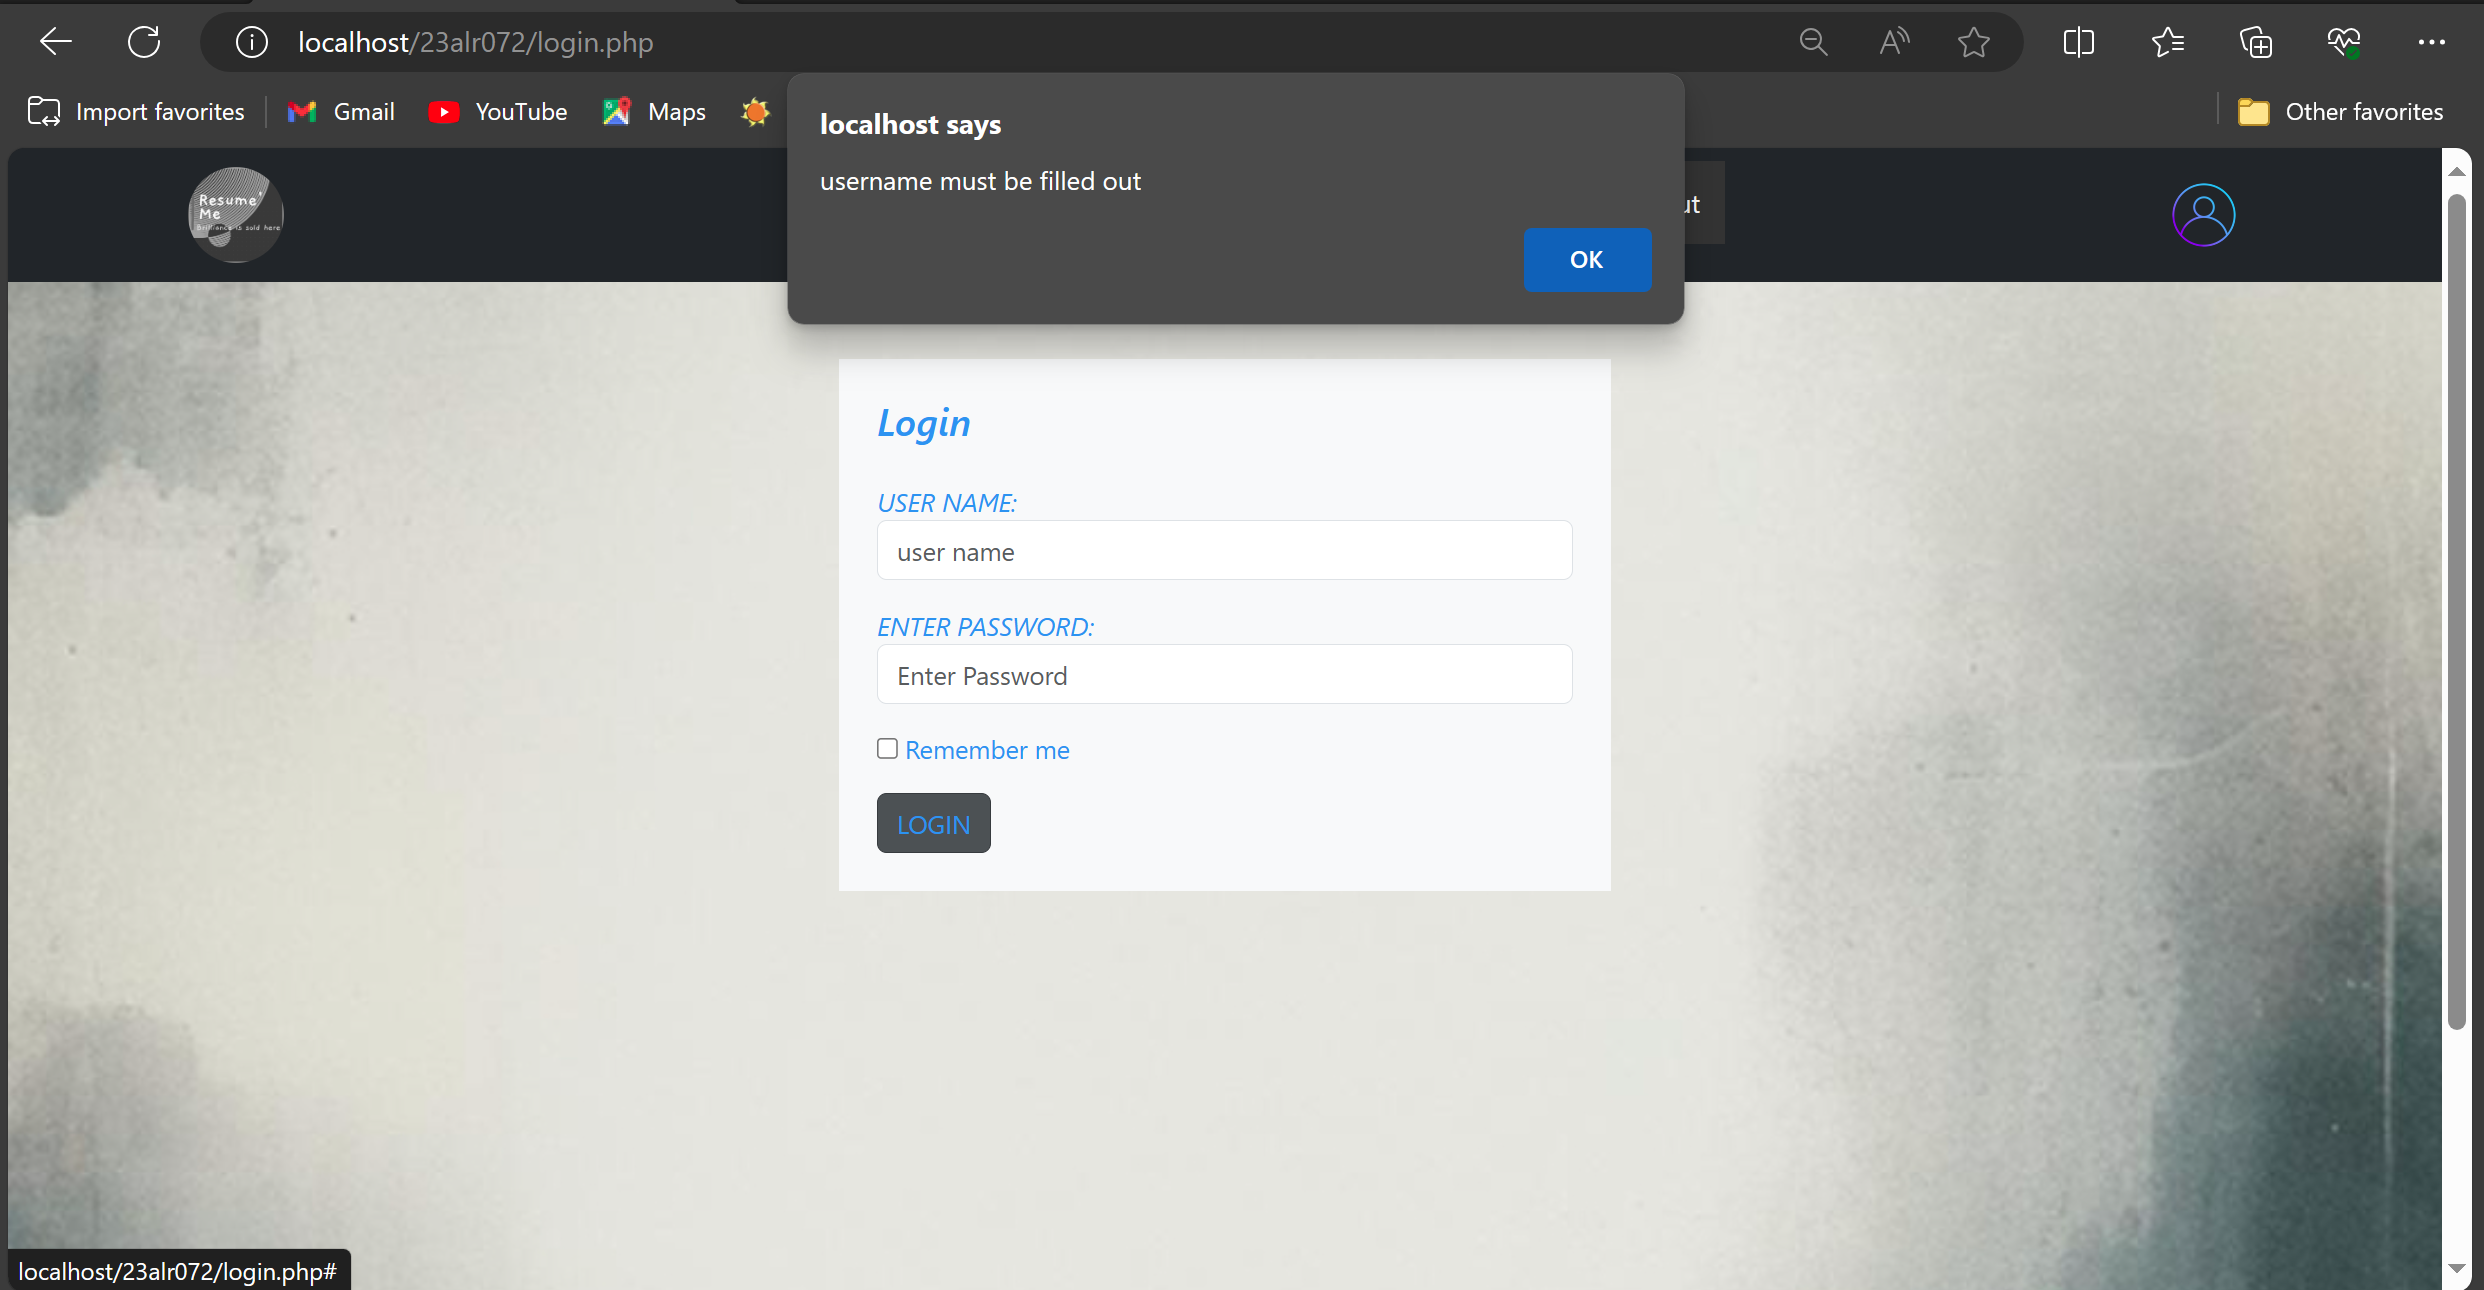 localhost/23alr072/login.php
Import favorites
Gmail
YouTube
Maps
Other favorites
localhost says
username must be filled out
OK
Resume'
Me
Brilliance is sold here
ut
Login
USER NAME:
user name
ENTER PASSWORD:
Enter Password
Remember me
LOGIN
localhost/23alr072/login.php#